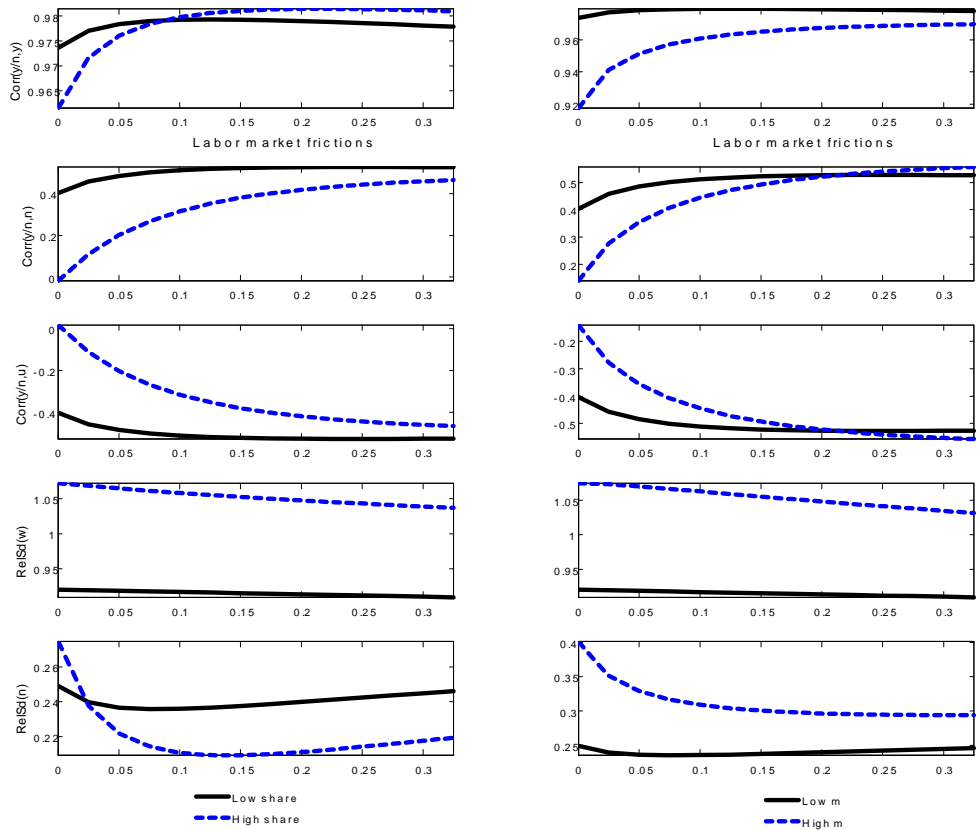 Corr(y/n,y)
0.98
0.975
0.97
0.965
0 0.05 0.1 0.15 0.2 0.25 0.3
Labor market frictions
0.96
0.94
0.92
0 0.05 0.1 0.15 0.2 0.25 0.3
Labor market frictions
Corr(y/n,n)
0.4
0.2
0
0 0.05 0.1 0.15 0.2 0.25 0.3
0.5
0.4
0.3
0.2
0 0.05 0.1 0.15 0.2 0.25 0.3
Corr(y/n,u)
0
-0.2
-0.4
0 0.05 0.1 0.15 0.2 0.25 0.3
-0.2
-0.3
-0.4
-0.5
0 0.05 0.1 0.15 0.2 0.25 0.3
RelSd(w)
1.05
1
0.95
0 0.05 0.1 0.15 0.2 0.25 0.3
1.05
1
0.95
0 0.05 0.1 0.15 0.2 0.25 0.3
RelSd(n)
0.26
0.24
0.22
0 0.05 0.1 0.15 0.2 0.25 0.3
0.4
0.35
0.3
0.25
0 0.05 0.1 0.15 0.2 0.25 0.3
Low share
High share
Low m
High m